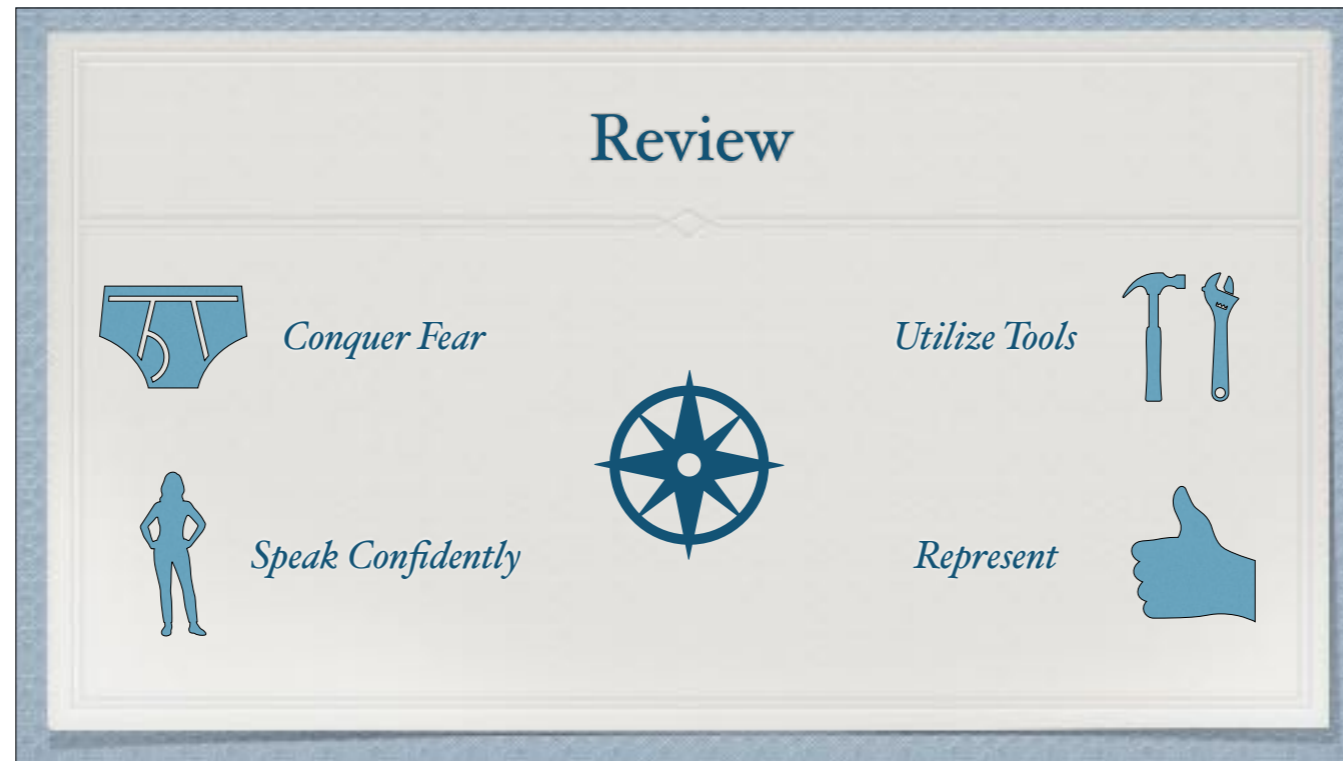 Review
Conquer Fear
Utilize Tools
Speak Confidently
Represent